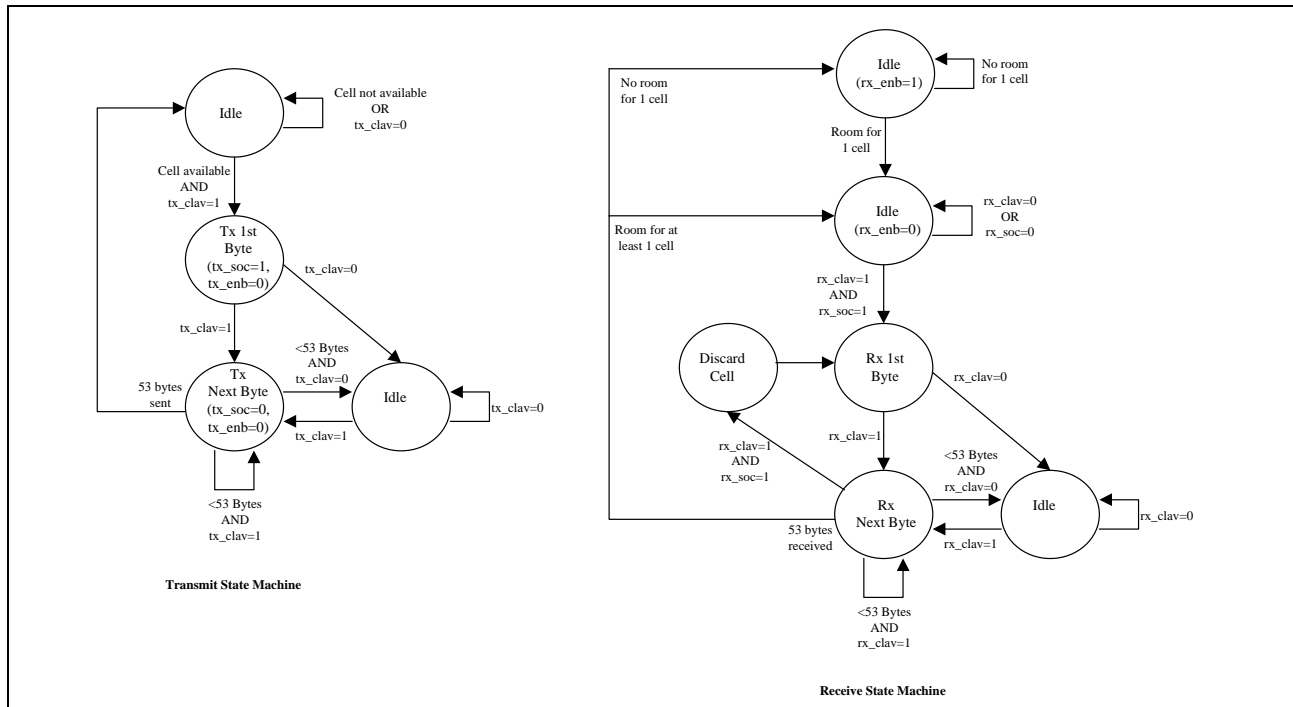 Idle
Cell not available
OR
tx_clav=0
Cell available
AND
tx_clav=1
Tx 1st
Byte
(tx_soc=1,
tx_enb=0)
tx_clav=0
tx_clav=1
<53 Bytes
AND
tx_clav=0
Tx
Next Byte
(tx_soc=0,
tx_enb=0)
53 bytes
sent
Idle
tx_clav=0
tx_clav=1
<53 Bytes
AND
tx_clav=1
Transmit State Machine
Idle
(rx_enb=1)
No room
for 1 cell
No room
for 1 cell
Room for
1 cell
Idle
(rx_enb=0)
rx_clav=0
OR
rx_soc=0
Room for at
least 1 cell
rx_clav=1
AND
rx_soc=1
Discard
Cell
Rx 1st
Byte
rx_clav=0
rx_clav=1
rx_clav=1
AND
rx_soc=1
<53 Bytes
AND
rx_clav=0
Rx
Next Byte
Idle
rx_clav=0
rx_clav=1
53 bytes
received
<53 Bytes
AND
rx_clav=1
Receive State Machine